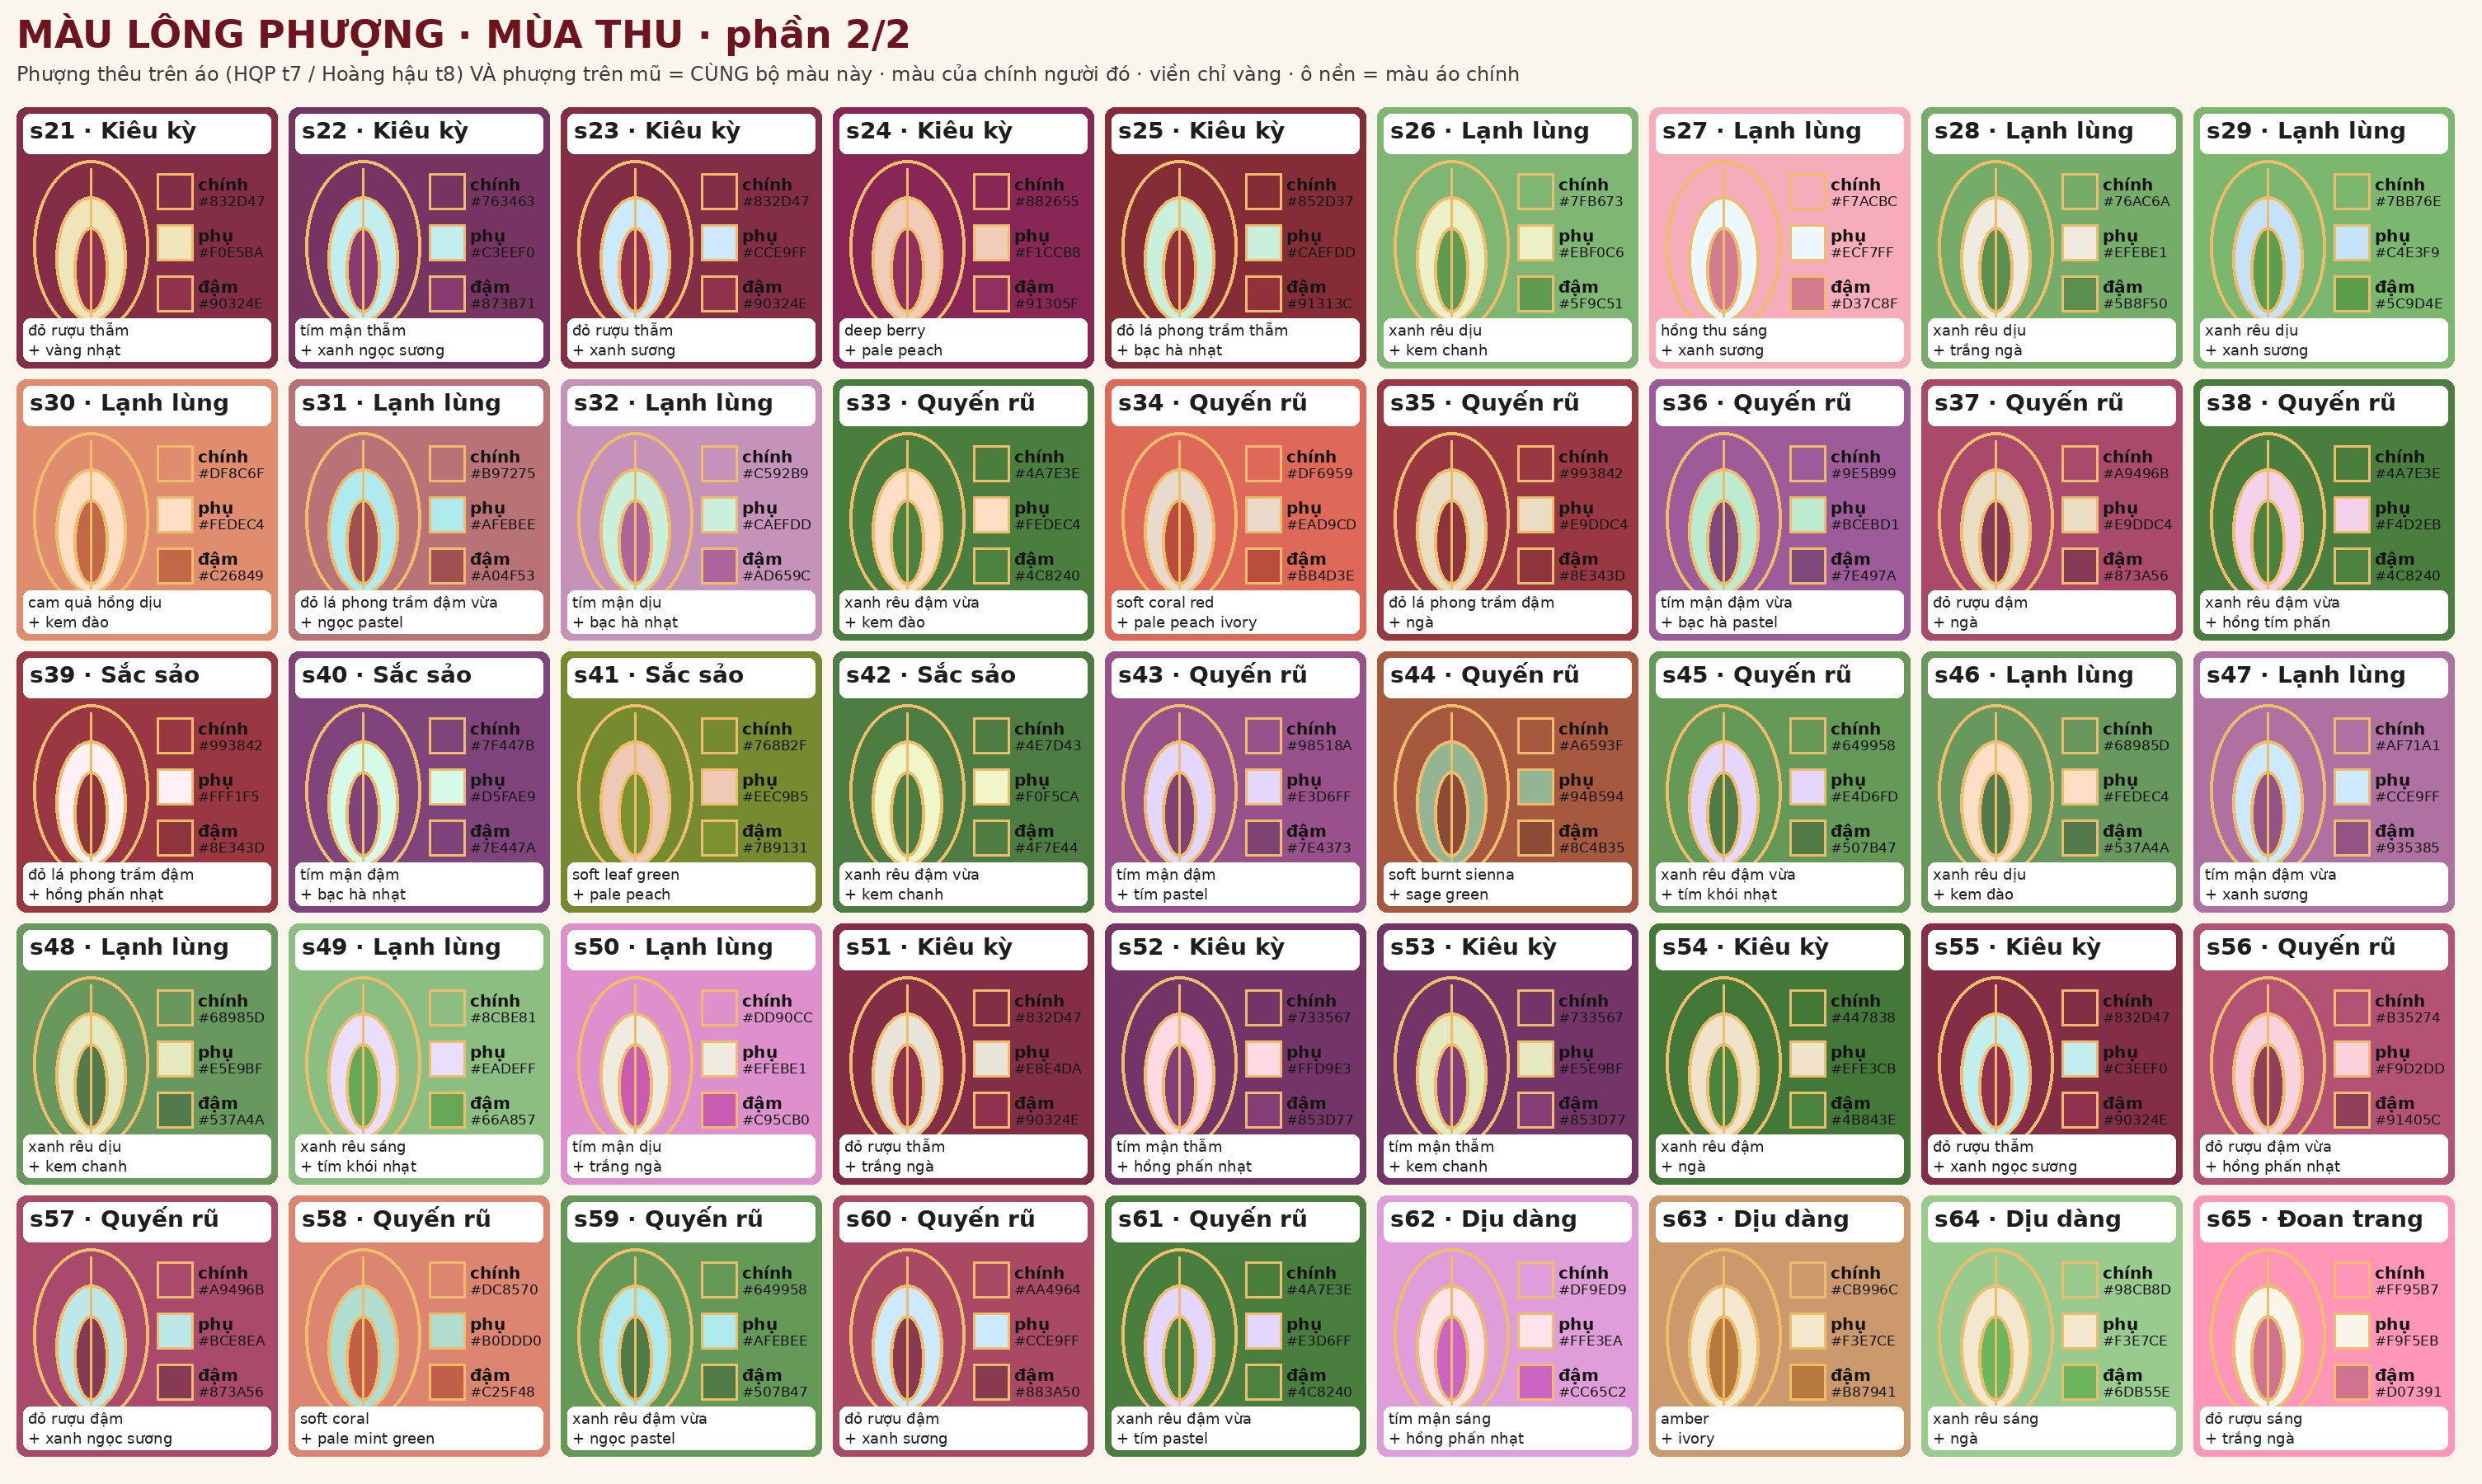 MÀU LÔNG PHƯỢNG · MÙA THU · phần 2/2
Phượng thêu trên áo (HQP t7 / Hoàng hậu t8) VÀ phượng trên mũ = CÙNG bộ màu này · màu của chính người đó · viền chỉ vàng · ô nền = màu áo chính
s21 · Kiêu kỳ
chính
#832D47
phụ
#F0E5BA
đậm
#90324E
đỏ rượu thẫm
+ vàng nhạt
s22 · Kiêu kỳ
chính
#763463
phụ
#C3EEF0
đậm
#873B71
tím mận thẫm
+ xanh ngọc sương
s23 · Kiêu kỳ
chính
#832D47
phụ
#CCE9FF
đậm
#90324E
đỏ rượu thẫm
+ xanh sương
s24 · Kiêu kỳ
chính
#882655
phụ
#F1CCB8
đậm
#91305F
deep berry
+ pale peach
s25 · Kiêu kỳ
chính
#852D37
phụ
#CAEFDD
đậm
#91313C
đỏ lá phong trầm thẫm
+ bạc hà nhạt
s26 · Lạnh lùng
chính
#7FB673
phụ
#EBF0C6
đậm
#5F9C51
xanh rêu dịu
+ kem chanh
s27 · Lạnh lùng
chính
#F7ACBC
phụ
#ECF7FF
đậm
#D37C8F
hồng thu sáng
+ xanh sương
s28 · Lạnh lùng
chính
#76AC6A
phụ
#EFEBE1
đậm
#5B8F50
xanh rêu dịu
+ trắng ngà
s29 · Lạnh lùng
chính
#7BB76E
phụ
#C4E3F9
đậm
#5C9D4E
xanh rêu dịu
+ xanh sương
s30 · Lạnh lùng
chính
#DF8C6F
phụ
#FEDEC4
đậm
#C26849
cam quả hồng dịu
+ kem đào
s31 · Lạnh lùng
chính
#B97275
phụ
#AFEBEE
đậm
#A04F53
đỏ lá phong trầm đậm vừa
+ ngọc pastel
s32 · Lạnh lùng
chính
#C592B9
phụ
#CAEFDD
đậm
#AD659C
tím mận dịu
+ bạc hà nhạt
s33 · Quyến rũ
chính
#4A7E3E
phụ
#FEDEC4
đậm
#4C8240
xanh rêu đậm vừa
+ kem đào
s34 · Quyến rũ
chính
#DF6959
phụ
#EAD9CD
đậm
#BB4D3E
soft coral red
+ pale peach ivory
s35 · Quyến rũ
chính
#993842
phụ
#E9DDC4
đậm
#8E343D
đỏ lá phong trầm đậm
+ ngà
s36 · Quyến rũ
chính
#9E5B99
phụ
#BCEBD1
đậm
#7E497A
tím mận đậm vừa
+ bạc hà pastel
s37 · Quyến rũ
chính
#A9496B
phụ
#E9DDC4
đậm
#873A56
đỏ rượu đậm
+ ngà
s38 · Quyến rũ
chính
#4A7E3E
phụ
#F4D2EB
đậm
#4C8240
xanh rêu đậm vừa
+ hồng tím phấn
s39 · Sắc sảo
chính
#993842
phụ
#FFF1F5
đậm
#8E343D
đỏ lá phong trầm đậm
+ hồng phấn nhạt
s40 · Sắc sảo
chính
#7F447B
phụ
#D5FAE9
đậm
#7E447A
tím mận đậm
+ bạc hà nhạt
s41 · Sắc sảo
chính
#768B2F
phụ
#EEC9B5
đậm
#7B9131
soft leaf green
+ pale peach
s42 · Sắc sảo
chính
#4E7D43
phụ
#F0F5CA
đậm
#4F7E44
xanh rêu đậm vừa
+ kem chanh
s43 · Quyến rũ
chính
#98518A
phụ
#E3D6FF
đậm
#7E4373
tím mận đậm
+ tím pastel
s44 · Quyến rũ
chính
#A6593F
phụ
#94B594
đậm
#8C4B35
soft burnt sienna
+ sage green
s45 · Quyến rũ
chính
#649958
phụ
#E4D6FD
đậm
#507B47
xanh rêu đậm vừa
+ tím khói nhạt
s46 · Lạnh lùng
chính
#68985D
phụ
#FEDEC4
đậm
#537A4A
xanh rêu dịu
+ kem đào
s47 · Lạnh lùng
chính
#AF71A1
phụ
#CCE9FF
đậm
#935385
tím mận đậm vừa
+ xanh sương
s48 · Lạnh lùng
chính
#68985D
phụ
#E5E9BF
đậm
#537A4A
xanh rêu dịu
+ kem chanh
s49 · Lạnh lùng
chính
#8CBE81
phụ
#EADEFF
đậm
#66A857
xanh rêu sáng
+ tím khói nhạt
s50 · Lạnh lùng
chính
#DD90CC
phụ
#EFEBE1
đậm
#C95CB0
tím mận dịu
+ trắng ngà
s51 · Kiêu kỳ
chính
#832D47
phụ
#E8E4DA
đậm
#90324E
đỏ rượu thẫm
+ trắng ngà
s52 · Kiêu kỳ
chính
#733567
phụ
#FFD9E3
đậm
#853D77
tím mận thẫm
+ hồng phấn nhạt
s53 · Kiêu kỳ
chính
#733567
phụ
#E5E9BF
đậm
#853D77
tím mận thẫm
+ kem chanh
s54 · Kiêu kỳ
chính
#447838
phụ
#EFE3CB
đậm
#4B843E
xanh rêu đậm
+ ngà
s55 · Kiêu kỳ
chính
#832D47
phụ
#C3EEF0
đậm
#90324E
đỏ rượu thẫm
+ xanh ngọc sương
s56 · Quyến rũ
chính
#B35274
phụ
#F9D2DD
đậm
#91405C
đỏ rượu đậm vừa
+ hồng phấn nhạt
s57 · Quyến rũ
chính
#A9496B
phụ
#BCE8EA
đậm
#873A56
đỏ rượu đậm
+ xanh ngọc sương
s58 · Quyến rũ
chính
#DC8570
phụ
#B0DDD0
đậm
#C25F48
soft coral
+ pale mint green
s59 · Quyến rũ
chính
#649958
phụ
#AFEBEE
đậm
#507B47
xanh rêu đậm vừa
+ ngọc pastel
s60 · Quyến rũ
chính
#AA4964
phụ
#CCE9FF
đậm
#883A50
đỏ rượu đậm
+ xanh sương
s61 · Quyến rũ
chính
#4A7E3E
phụ
#E3D6FF
đậm
#4C8240
xanh rêu đậm vừa
+ tím pastel
s62 · Dịu dàng
chính
#DF9ED9
phụ
#FFE3EA
đậm
#CC65C2
tím mận sáng
+ hồng phấn nhạt
s63 · Dịu dàng
chính
#CB996C
phụ
#F3E7CE
đậm
#B87941
amber
+ ivory
s64 · Dịu dàng
chính
#98CB8D
phụ
#F3E7CE
đậm
#6DB55E
xanh rêu sáng
+ ngà
s65 · Đoan trang
chính
#FF95B7
phụ
#F9F5EB
đậm
#D07391
đỏ rượu sáng
+ trắng ngà